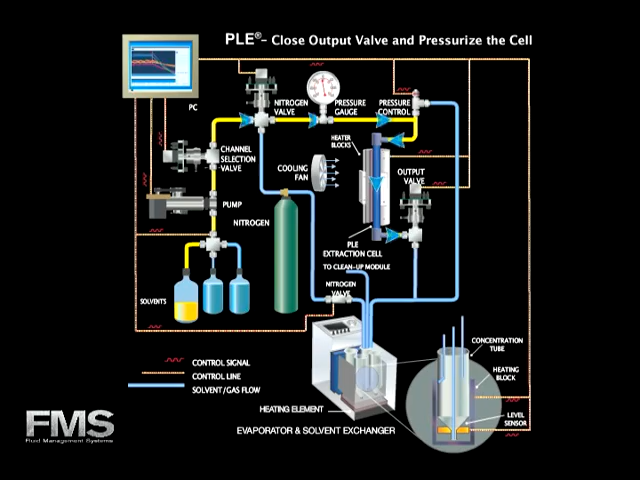 PLE®- Close Output Valve and Pressurize the Cell
PC
NITROGEN
VALVE
PRESSURE
GAUGE
PRESSURE
CONTROL
CHANNEL
SELECTION
VALVE
HEATER
BLOCKS
COOLING
FAN
OUTPUT
VALVE
PUMP
NITROGEN
PLE
EXTRACTION CELL
TO CLEAN-UP MODULE
NITROGEN
VALVE
SOLVENTS
CONCENTRATION
TUBE
HEATING
BLOCK
LEVEL
SENSOR
CONTROL SIGNAL
CONTROL LINE
SOLVENT/GAS FLOW
HEATING ELEMENT
EVAPORATOR & SOLVENT EXCHANGER
FMS
Fluid Management Systems